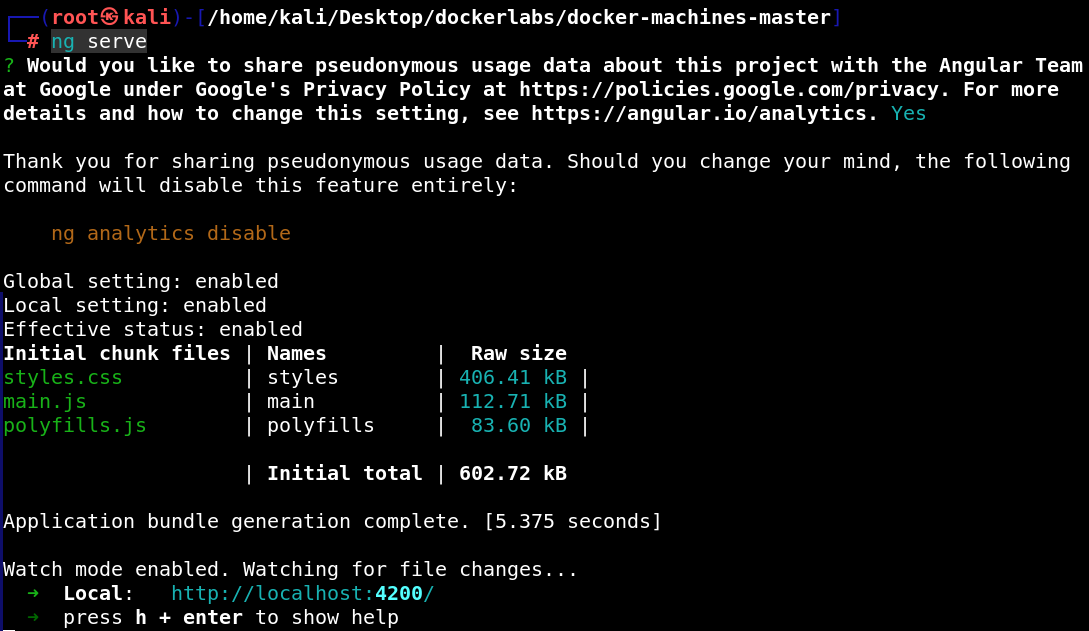 ┌──(root㉿kali)-[/home/kali/Desktop/dockerlabs/docker-machines-master]
└─# ng serve
? Would you like to share pseudonymous usage data about this project with the Angular Team
at Google under Google's Privacy Policy at https://policies.google.com/privacy. For more
details and how to change this setting, see https://angular.io/analytics. Yes

Thank you for sharing pseudonymous usage data. Should you change your mind, the following
command will disable this feature entirely:

    ng analytics disable

Global setting: enabled
Local setting: enabled
Effective status: enabled
Initial chunk files | Names         |  Raw size
styles.css          | styles        | 406.41 kB |
main.js             | main          | 112.71 kB |
polyfills.js        | polyfills     |  83.60 kB |

                    | Initial total | 602.72 kB

Application bundle generation complete. [5.375 seconds]

Watch mode enabled. Watching for file changes...
  ➜  Local:   http://localhost:4200/
  ➜  press h + enter to show help